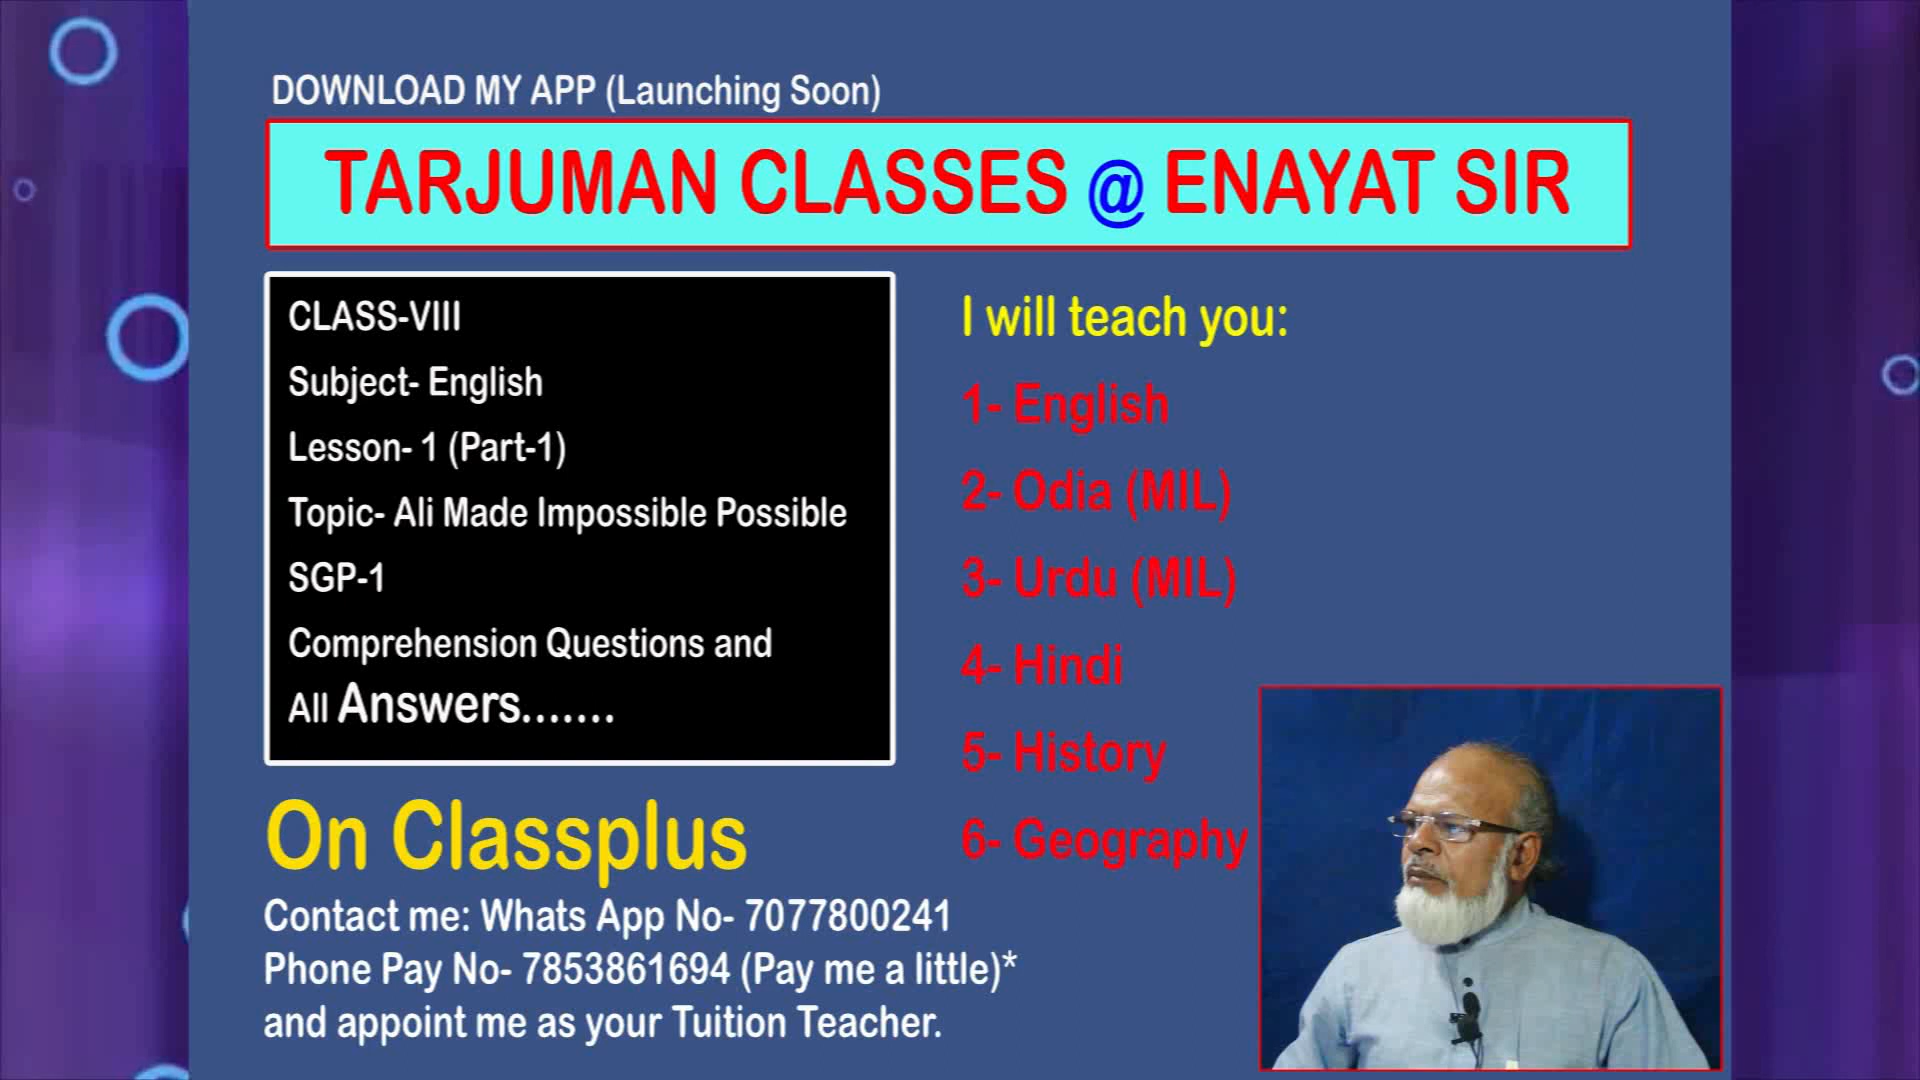 DOWNLOAD MY APP (Launching Soon)
TARJUMAN CLASSES @ ENAYAT SIR
CLASS-VIII
Subject- English
Lesson- 1 (Part-1)
Topic- Ali Made Impossible Possible
SGP-1
Comprehension Questions and
All Answers.......
I will teach you:
1- English
2- Odia (MIL)
3- Urdu (MIL)
4- Hindi
5- History
6- Geography
On Classplus
Contact me: Whats App No- 7077800241
Phone Pay No- 7853861694 (Pay me a little)*
and appoint me as your Tuition Teacher.